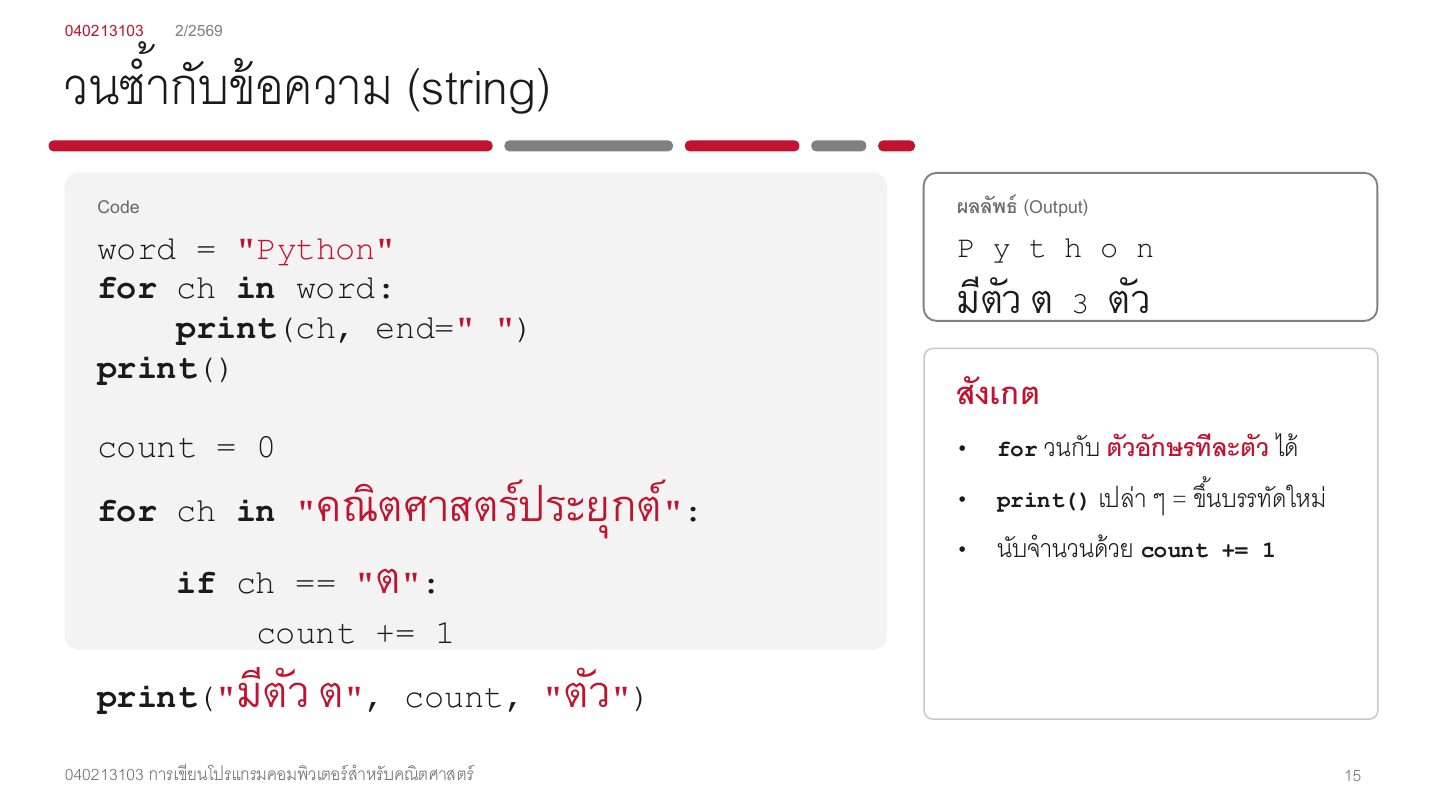 040213103 2/2569
วนซ้ำกับข้อความ (string)
Code
word = "Python"
for ch in word:
    print(ch, end=" ")
print()
count = 0
for ch in "คณิตศาสตร์ประยุกต์":
    if ch == "ต":
        count += 1
print("มีตัว ต", count, "ตัว")
ผลลัพธ์ (Output)
P y t h o n
มีตัว ต 3 ตัว
สังเกต
• for วนกับ ตัวอักษรทีละตัว ได้
• print() เปล่า ๆ = ขึ้นบรรทัดใหม่
• นับจำนวนด้วย count += 1
040213103 การเขียนโปรแกรมคอมพิวเตอร์สำหรับคณิตศาสตร์
15